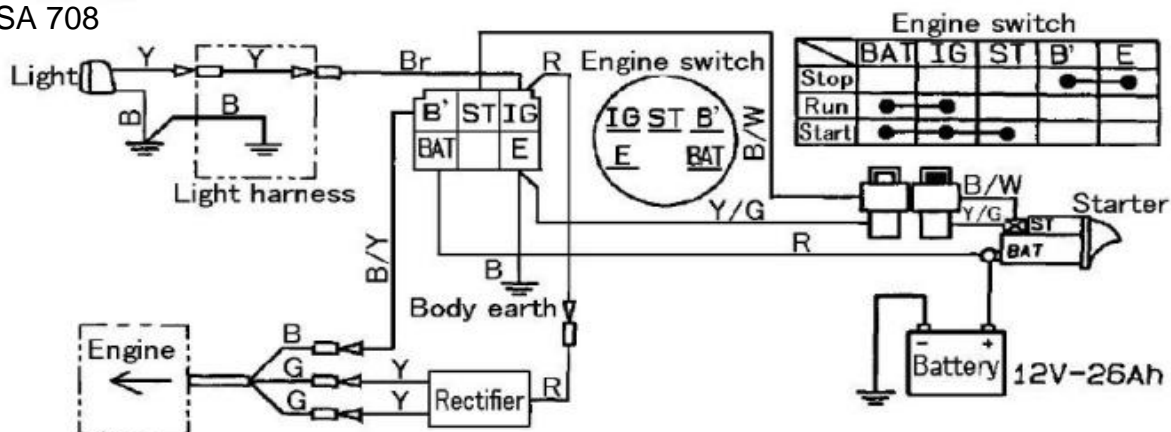 SA 708
Engine switch
BAT IG ST B' E
Stop
Run
Start
Light
Y
Y
Br
R
B
B
Light harness
B' ST IG
BAT E
Engine switch
IG ST B'
E BAT
B/W
B/W
Y/G
Y/G
Starter
ST
BAT
R
B/Y
B
Body earth
Engine
B
G
Y
G
Y
Rectifier
R
- +
Battery
12V-26Ah